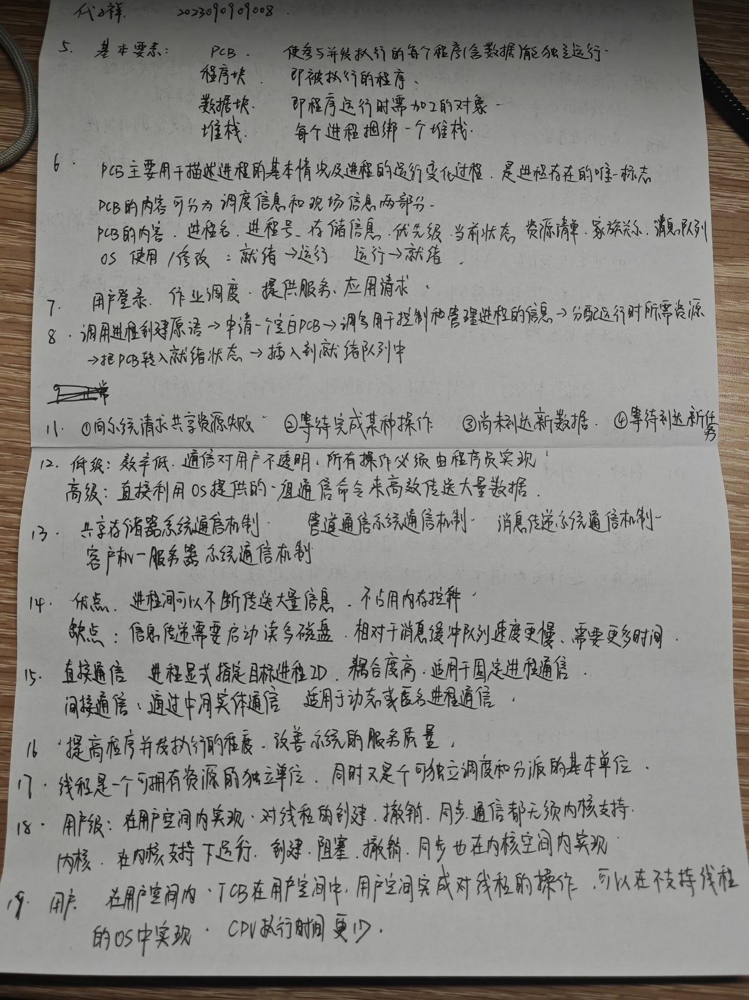 代子祥. 2023090909008.
5. 基本要素: PCB. 使参与并发执行的每个程序(含数据)能独立运行.
程序块. 即被执行的程序.
数据块. 即程序运行时需加工的对象
堆栈. 每个进程捆绑一个堆栈.
6. PCB主要用于描述进程的基本情况及进程的运行变化过程. 是进程存在的唯一标志
PCB的内容可分为调度信息和现场信息两部分.
PCB的内容. 进程名. 进程号. 存储信息. 优先级. 当前状态 资源清单. 家族关系. 消息队列
OS 使用/修改: 就绪→运行 运行→就绪.
7. 用户登录. 作业调度. 提供服务、应用请求.
8. 调用进程创建原语→申请一个空白PCB→调写用于控制和管理进程的信息→分配运行时所需资源
→把PCB转入就绪状态→插入到就绪队列中
11. ①向系统请求共享资源失败 ②等待完成某种操作 ③尚未到达新数据. ④等待到达新任务
12. 低级: 效率低. 通信对用户不透明, 所有操作必须由程序员实现
高级: 直接利用OS提供的一组通信命令来高效传送大量数据.
13. 共享存储器系统通信机制. 管道通信系统通信机制. 消息传递系统通信机制-
客户机-服务器系统通信机制
14. 优点. 进程间可以不断传送大量信息. 不占用内存控释
缺点: 信息传递需要启动读写磁盘. 相对于消息缓冲队列速度更慢、需要更多时间.
15. 直接通信 进程显式指定目标进程ID. 耦合度高. 适用于固定进程通信.
间接通信: 通过中间实体通信 适用于动态或匿名进程通信.
16 提高程序并发执行的程度. 改善系统的服务质量.
17. 线程是一个可拥有资源的独立单位. 同时又是个可独立调度和分派的基本单位.
18. 用户级: 在用户空间内实现. 对线程的创建. 撤销. 同步. 通信都无须内核支持.
内核. 在内核支持下运行. 创建. 阻塞. 撤销. 同步也在内核空间内实现
19. 用户. 在用户空间内. TCB在用户空间中, 用户空间完成对线程的操作. 可以在不支持线程
的OS中实现. CPU执行时间更少.